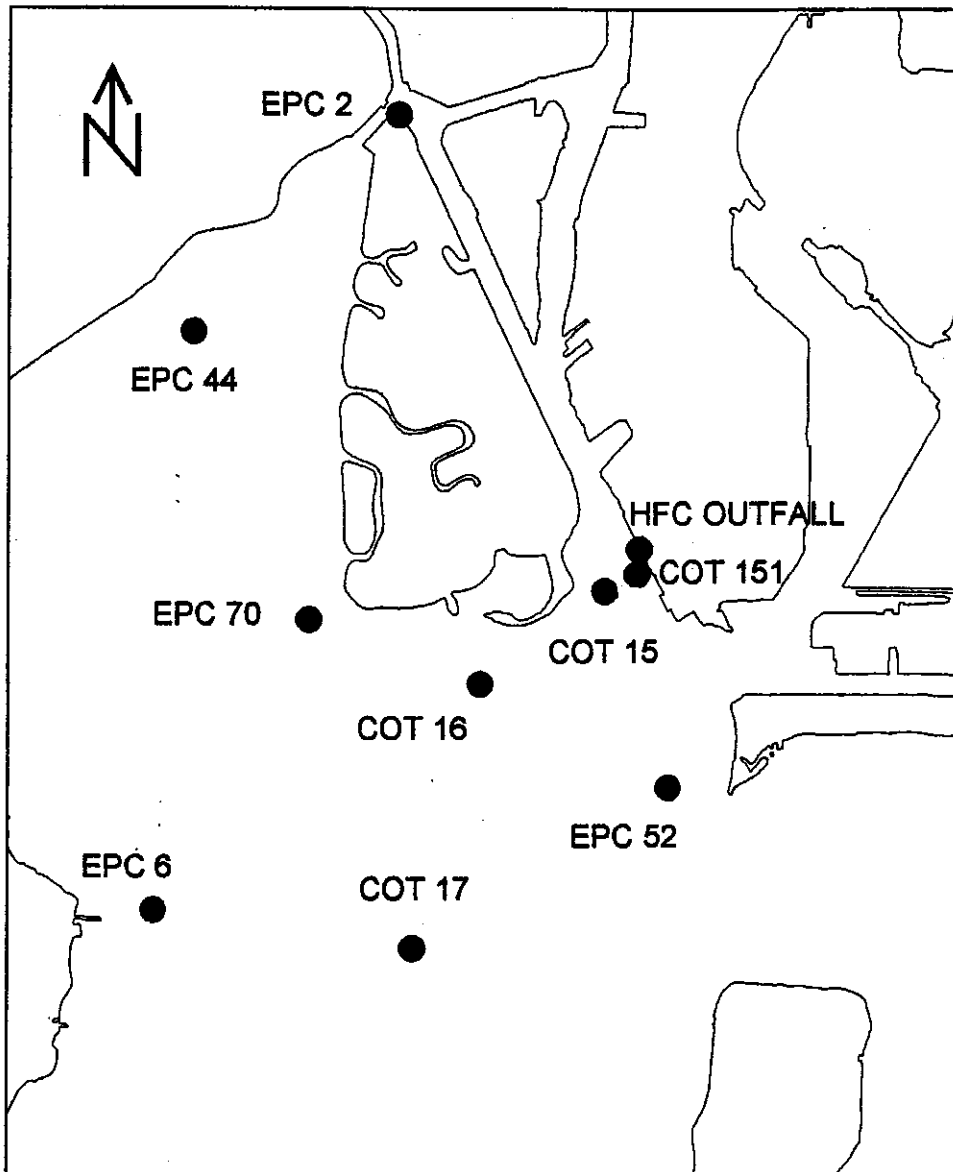 N
EPC 2
EPC 44
HFC OUTFALL
COT 151
EPC 70
COT 15
COT 16
EPC 52
EPC 6
COT 17